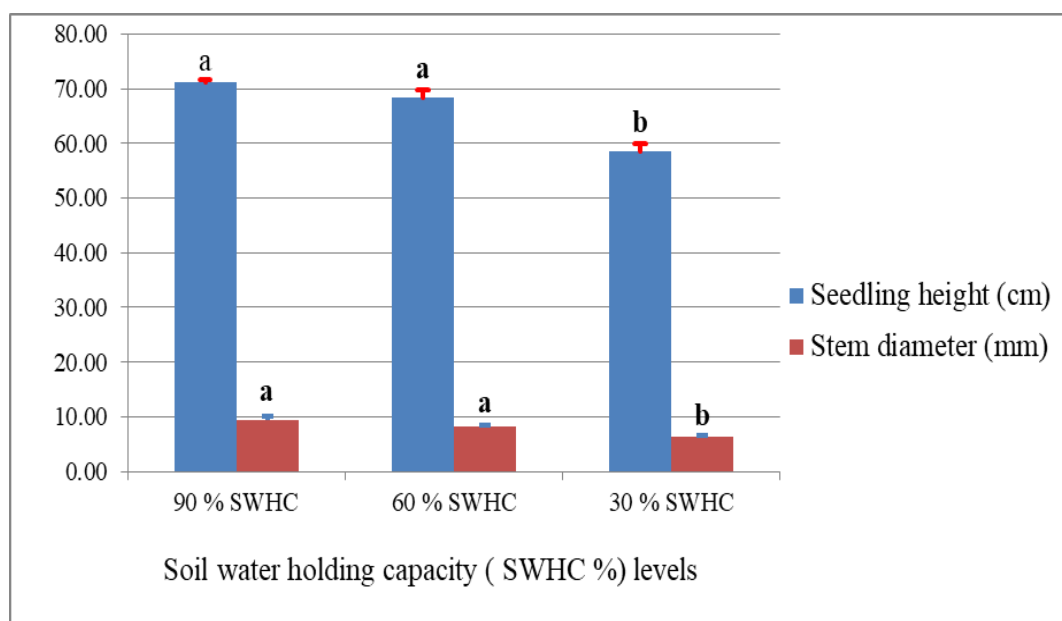 80.00
70.00
60.00
50.00
40.00
30.00
20.00
10.00
0.00
a
a
b
a
a
b
90 % SWHC
60 % SWHC
30 % SWHC
Soil water holding capacity ( SWHC %) levels
Seedling height (cm)
Stem diameter (mm)